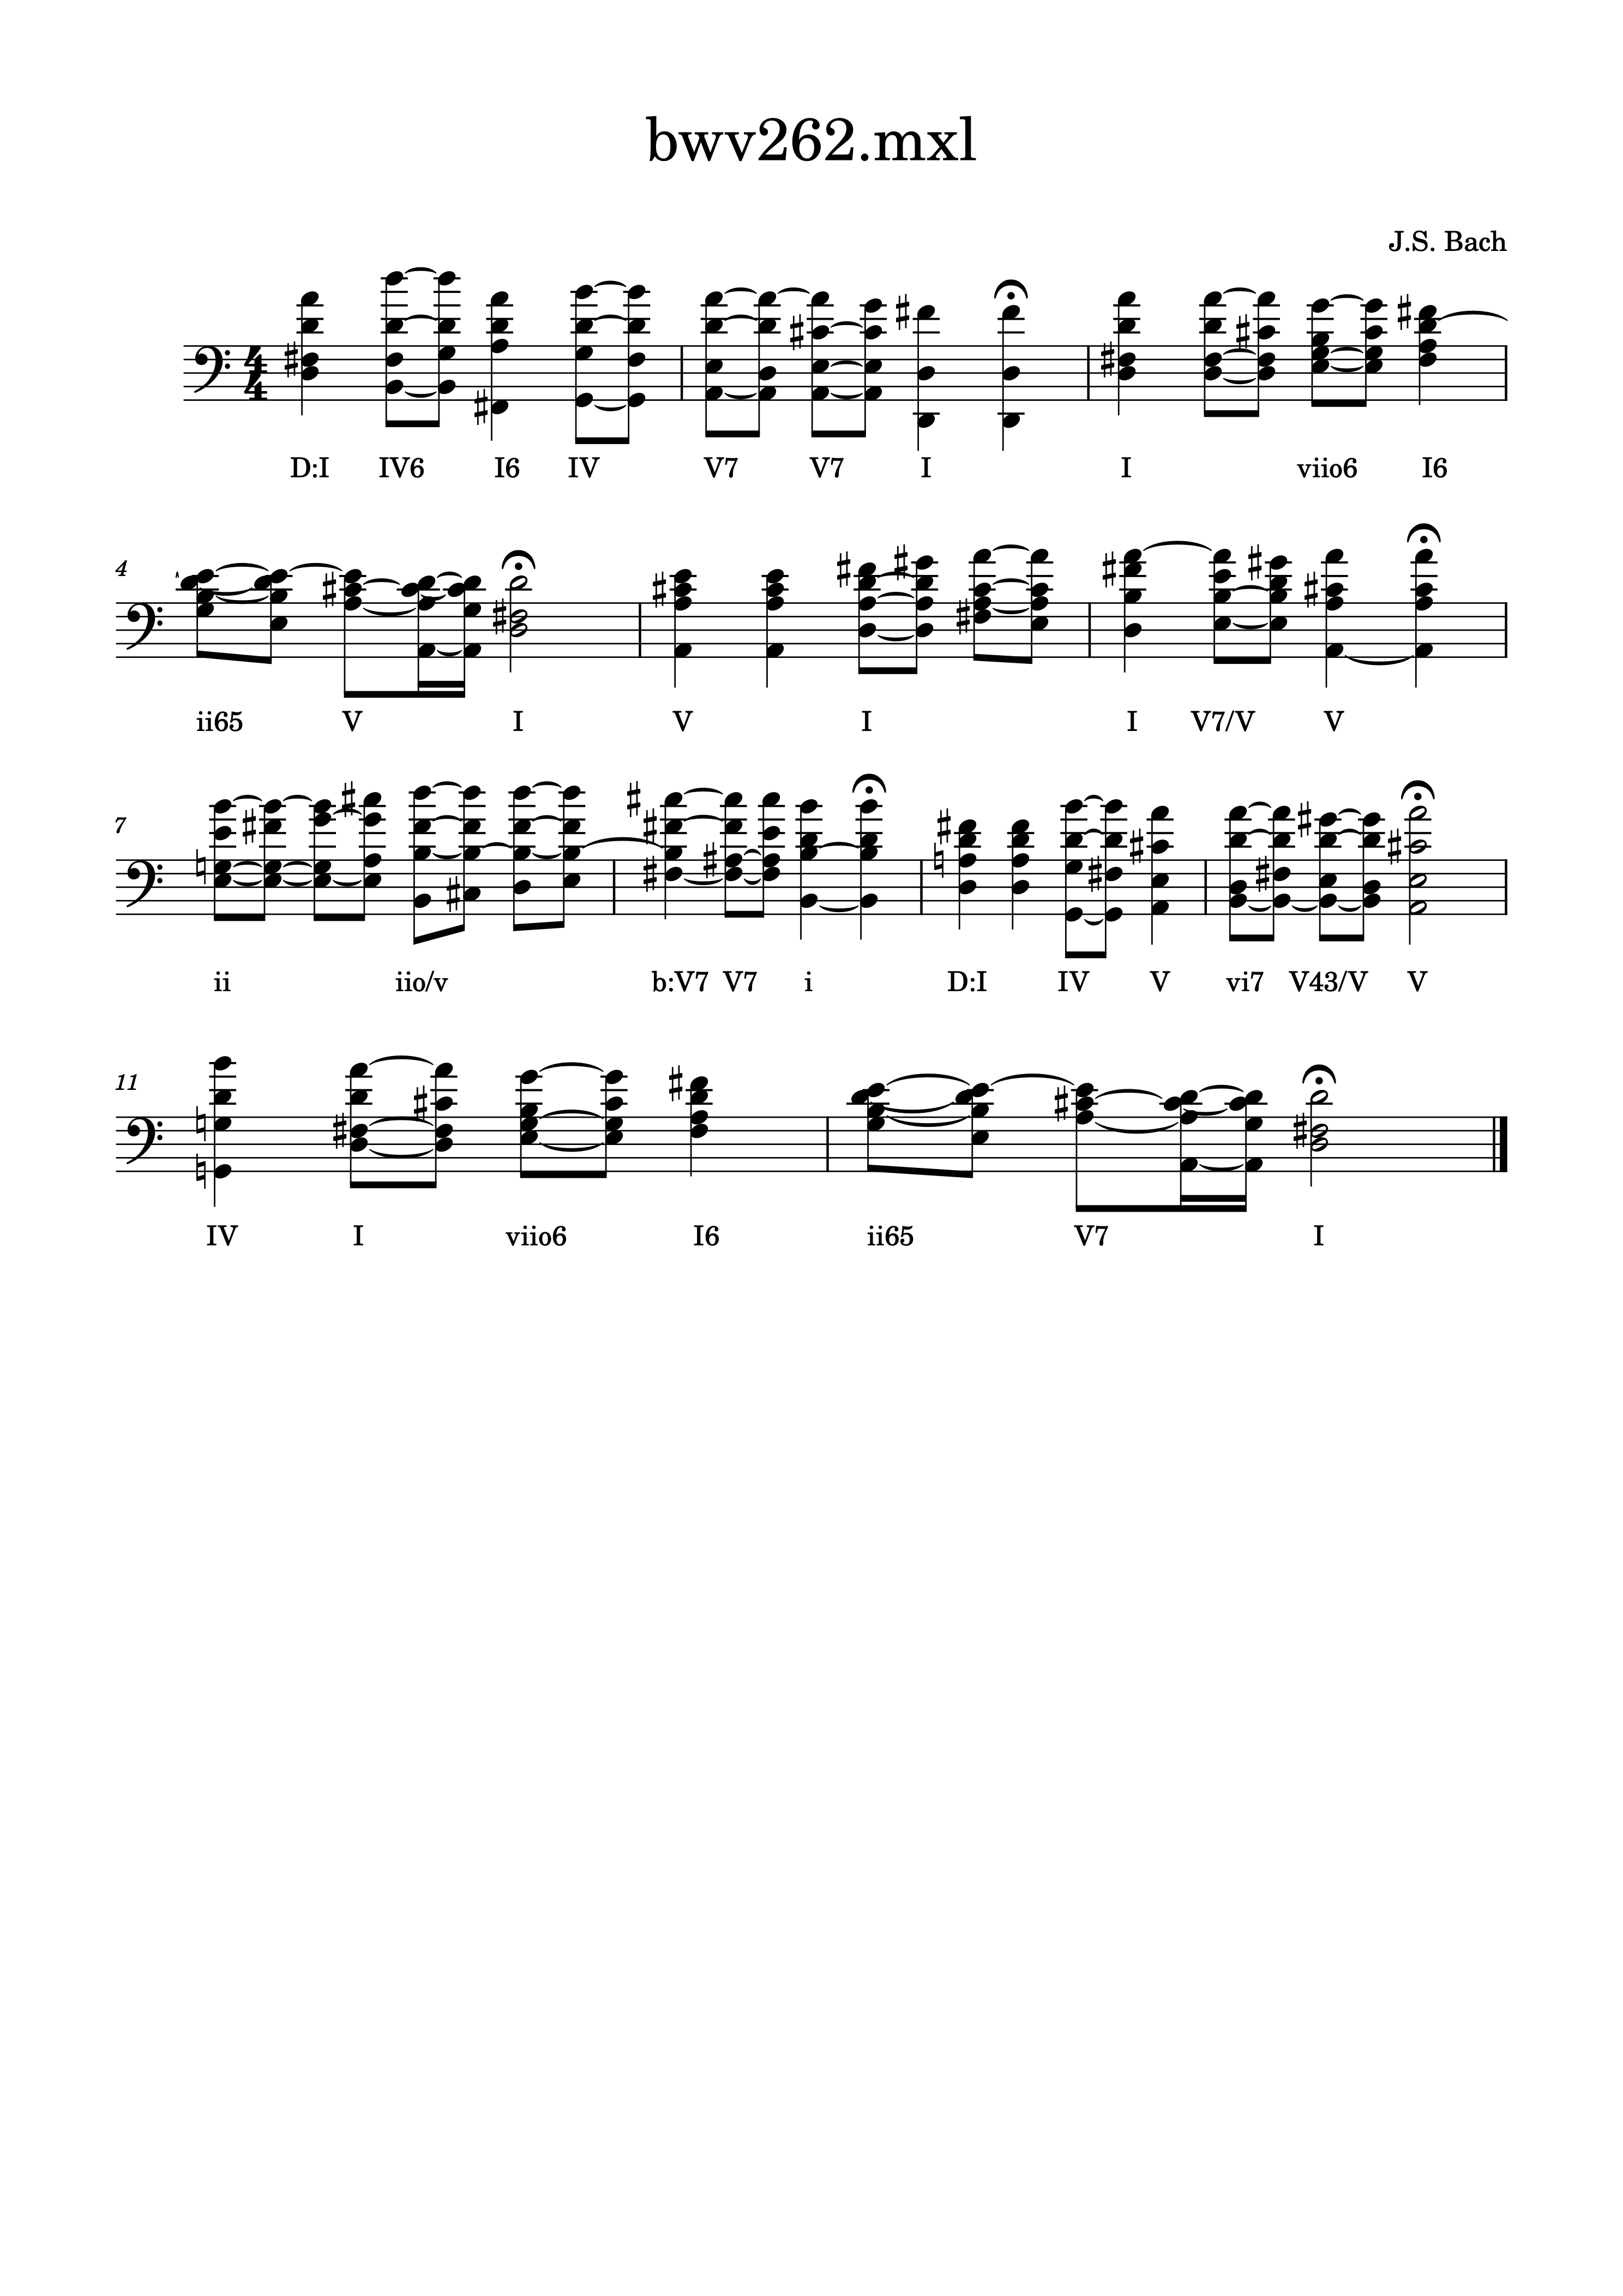 bwv262.mxl
J.S. Bach
D:I IV6 I6 IV V7 V7 I I viio6 I6
4
ii65 V I V I I V7/V V
7
ii iio/v b:V7 V7 i D:I IV V vi7 V43/V V
11
IV I viio6 I6 ii65 V7 I